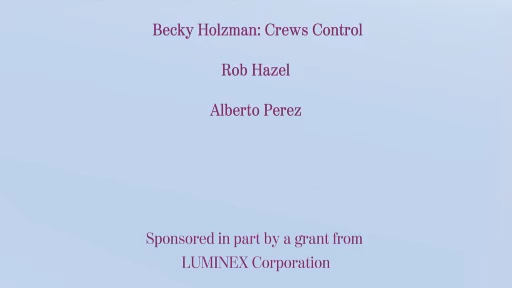 Becky Holzman: Crews Control
Rob Hazel
Alberto Perez
Sponsored in part by a grant from
LUMINEX Corporation